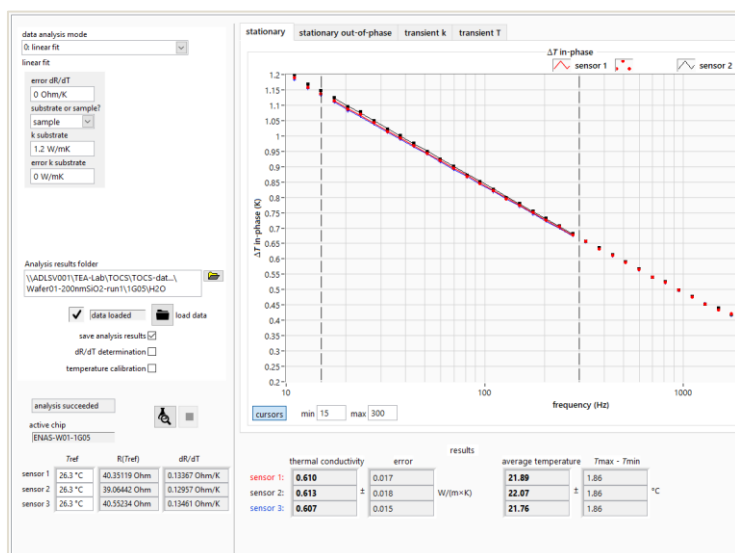 data analysis mode
0: linear fit
linear fit
error dR/dT
0 Ohm/K
substrate or sample?
sample
k substrate
1.2 W/mK
error k substrate
0 W/mK
Analysis results folder
\\ADLSV001\TEA-Lab\TOCS\TOCS-dat...\
Wafer01-200nmSiO2-run1\1G05\H2O
data loaded
load data
save analysis results
dR/dT determination
temperature calibration
analysis succeeded
active chip
ENAS-W01-1G05
Tref R(Tref) dR/dT
sensor 1 26.3 °C 40.35119 Ohm 0.13367 Ohm/K
sensor 2 26.3 °C 39.06442 Ohm 0.12957 Ohm/K
sensor 3 26.3 °C 40.55234 Ohm 0.13461 Ohm/K
stationary stationary out-of-phase transient k transient T
ΔT in-phase
sensor 1 sensor 2
1.2
1.15
1.1
1.05
1
0.95
0.9
0.85
0.8
0.75
0.7
0.65
0.6
0.55
0.5
0.45
0.4
0.35
0.3
0.25
0.2
ΔT in-phase (K)
10 100 1000
frequency (Hz)
cursors min 15 max 300
results
thermal conductivity error average temperature Tmax - Tmin
sensor 1: 0.610 0.017 21.89 1.86
sensor 2: 0.613 ± 0.018 W/(m×K) 22.07 ± 1.86 °C
sensor 3: 0.607 0.015 21.76 1.86